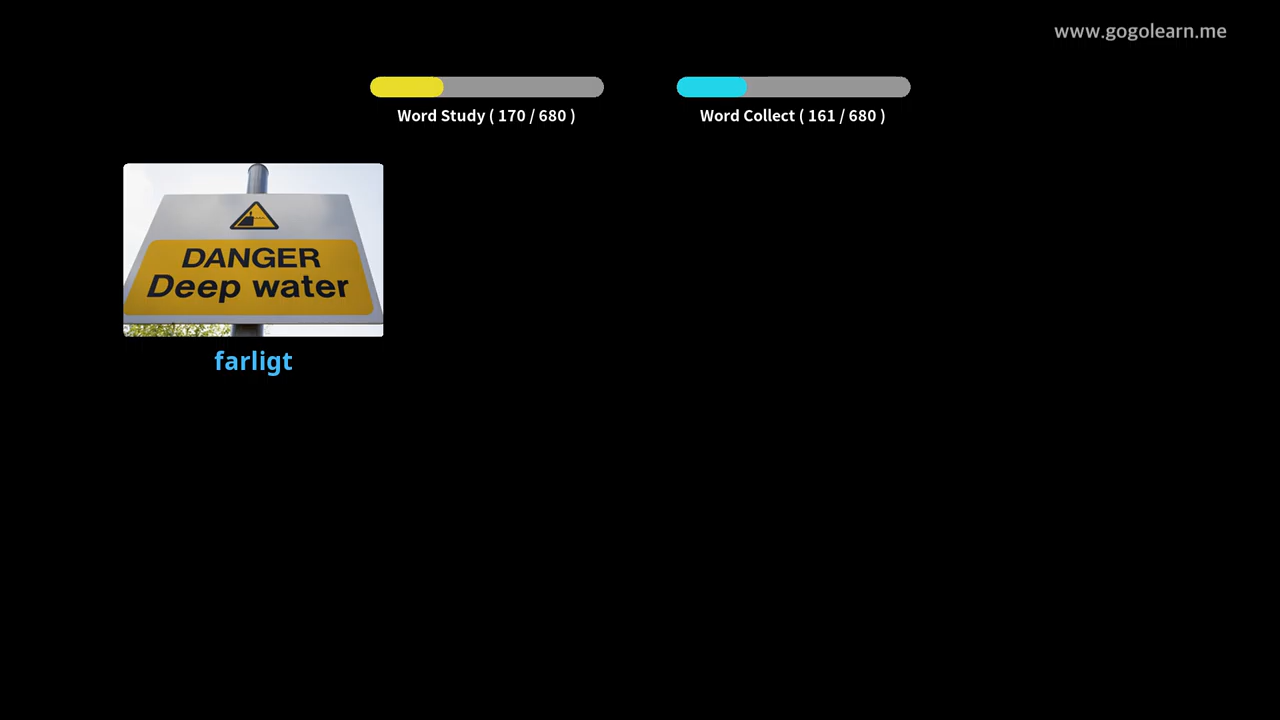 www.gogolearn.me
Word Study ( 170 / 680 )
Word Collect ( 161 / 680 )
DANGER
Deep water
farligt